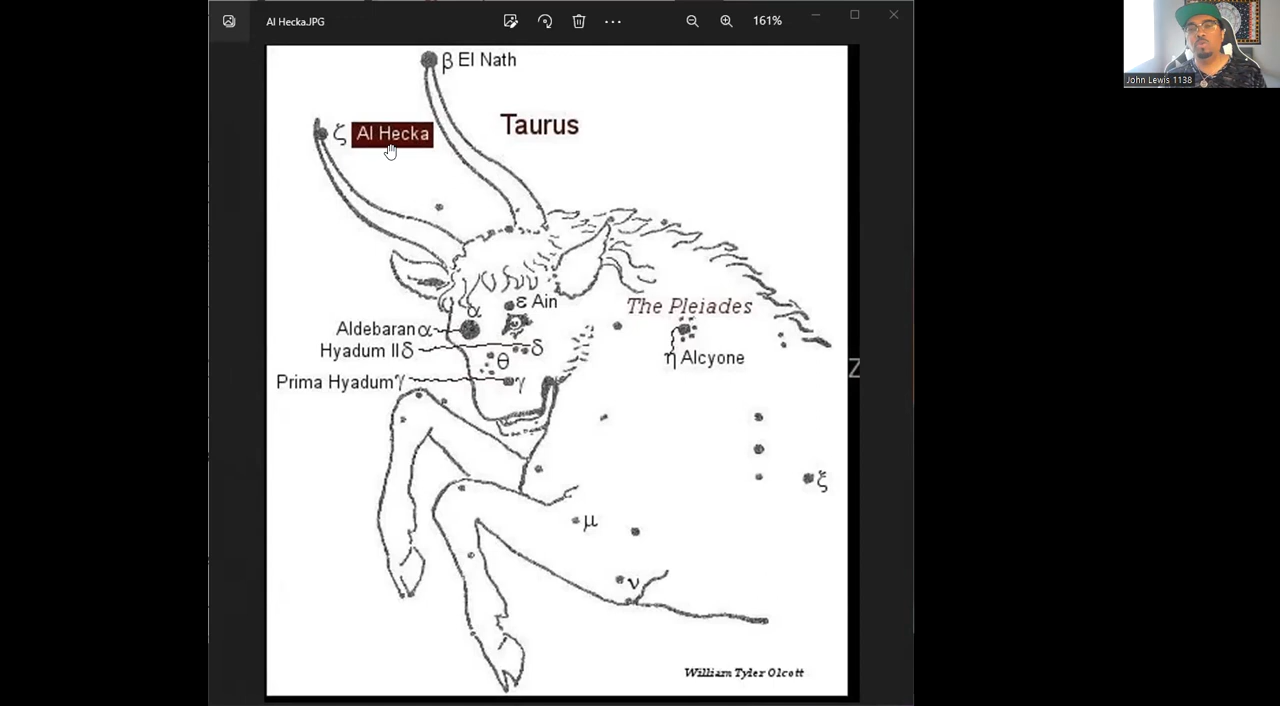 Al Hecka.JPG
161%
John Lewis 1138
β El Nath
ζ Al Hecka
Taurus
α
ε Ain
The Pleiades
Aldebaran α
Hyadum II δ
δ
θ
η Alcyone
Prima Hyadum γ
γ
Z
ξ
μ
ν
William Tyler Olcott